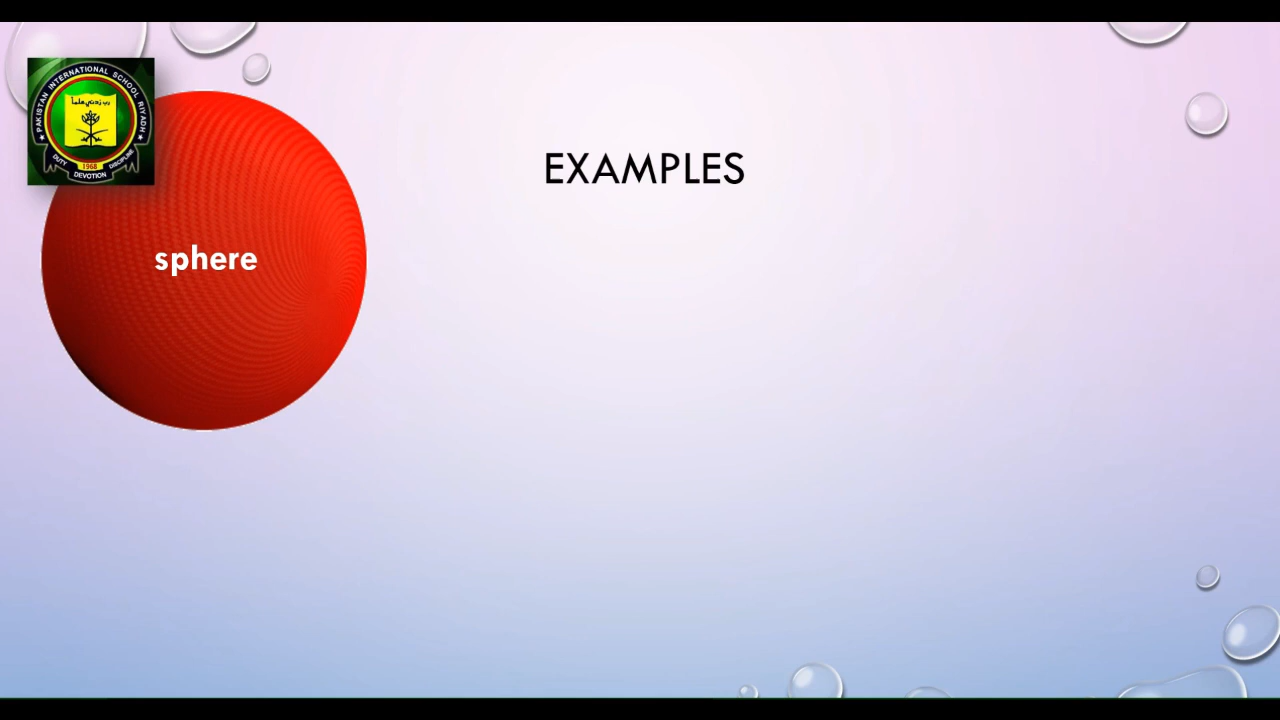 PAKISTAN INTERNATIONAL SCHOOL RIYADH
1968
DUTY
DEVOTION
DISCIPLINE
EXAMPLES
sphere